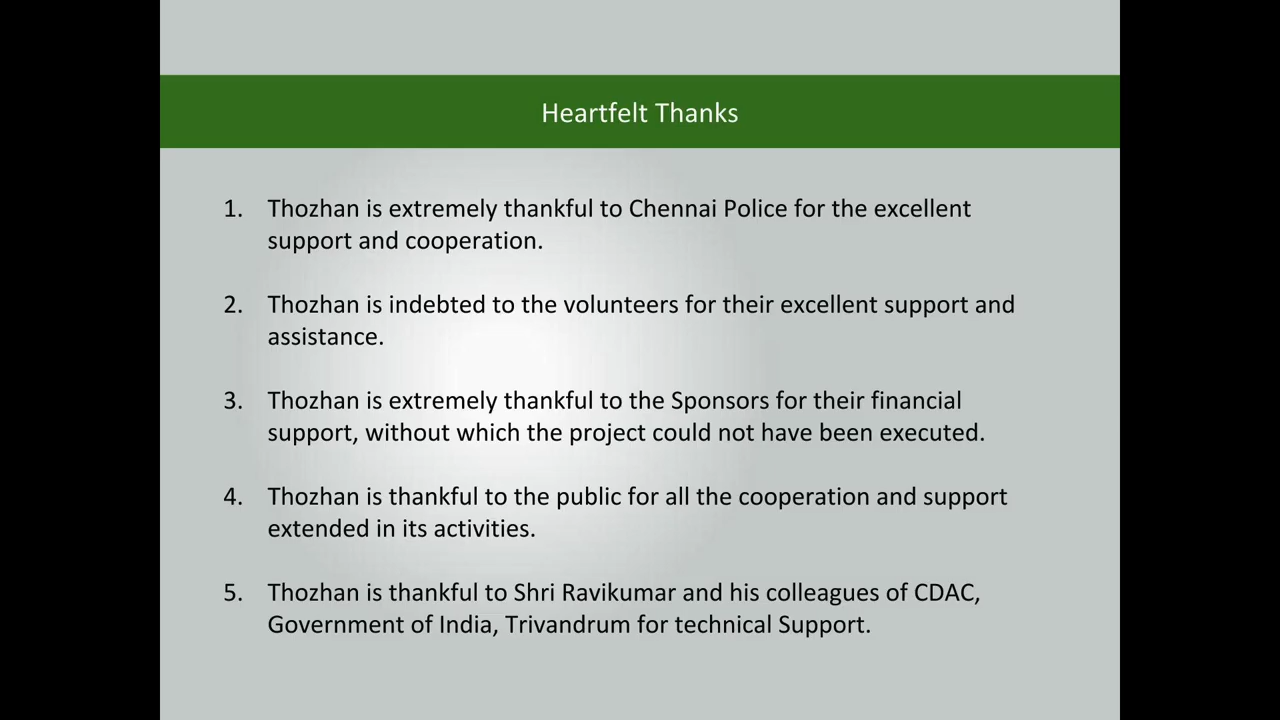 Heartfelt Thanks
1. Thozhan is extremely thankful to Chennai Police for the excellent
support and cooperation.
2. Thozhan is indebted to the volunteers for their excellent support and
assistance.
3. Thozhan is extremely thankful to the Sponsors for their financial
support, without which the project could not have been executed.
4. Thozhan is thankful to the public for all the cooperation and support
extended in its activities.
5. Thozhan is thankful to Shri Ravikumar and his colleagues of CDAC,
Government of India, Trivandrum for technical Support.